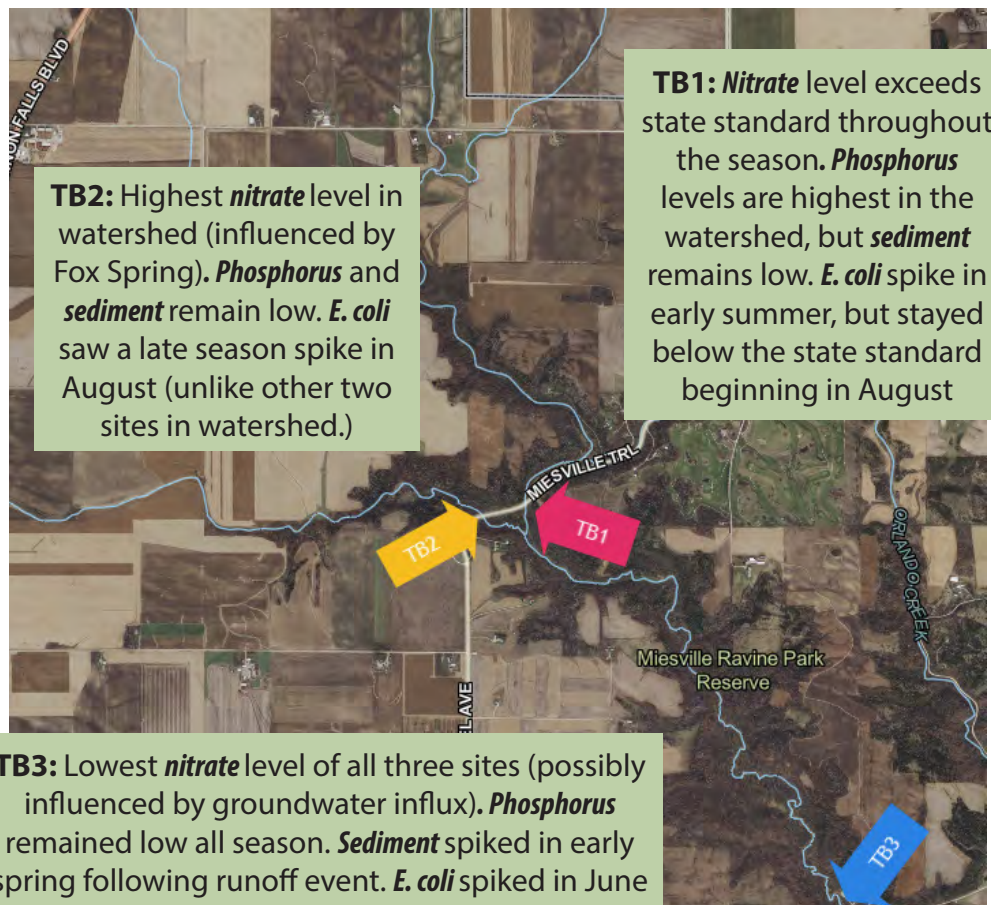 NON FALLS BLVD
TB1: Nitrate level exceeds
state standard throughout
the season. Phosphorus
levels are highest in the
watershed, but sediment
remains low. E. coli spike in
early summer, but stayed
below the state standard
beginning in August
TB2: Highest nitrate level in
watershed (influenced by
Fox Spring). Phosphorus and
sediment remain low. E. coli
saw a late season spike in
August (unlike other two
sites in watershed.)
MIESVILLE TRL
TB2
TB1
ORLANDO CREEK
Miesville Ravine Park
Reserve
EL AVE
TB3: Lowest nitrate level of all three sites (possibly
influenced by groundwater influx). Phosphorus
remained low all season. Sediment spiked in early
spring following runoff event. E. coli spiked in June
TB3